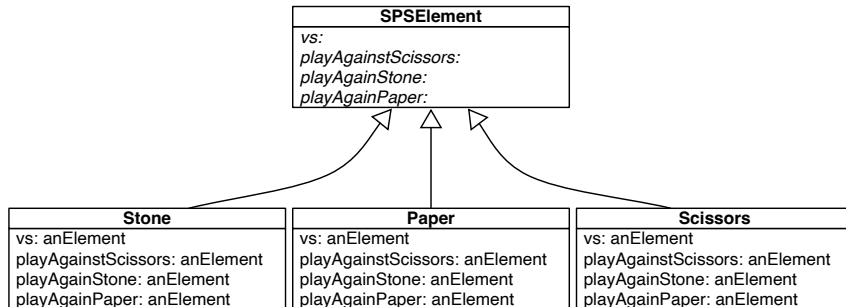 SPSElement
vs:
playAgainstScissors:
playAgainStone:
playAgainPaper:
Stone
vs: anElement
playAgainstScissors: anElement
playAgainStone: anElement
playAgainPaper: anElement
Paper
vs: anElement
playAgainstScissors: anElement
playAgainStone: anElement
playAgainPaper: anElement
Scissors
vs: anElement
playAgainstScissors: anElement
playAgainStone: anElement
playAgainPaper: anElement